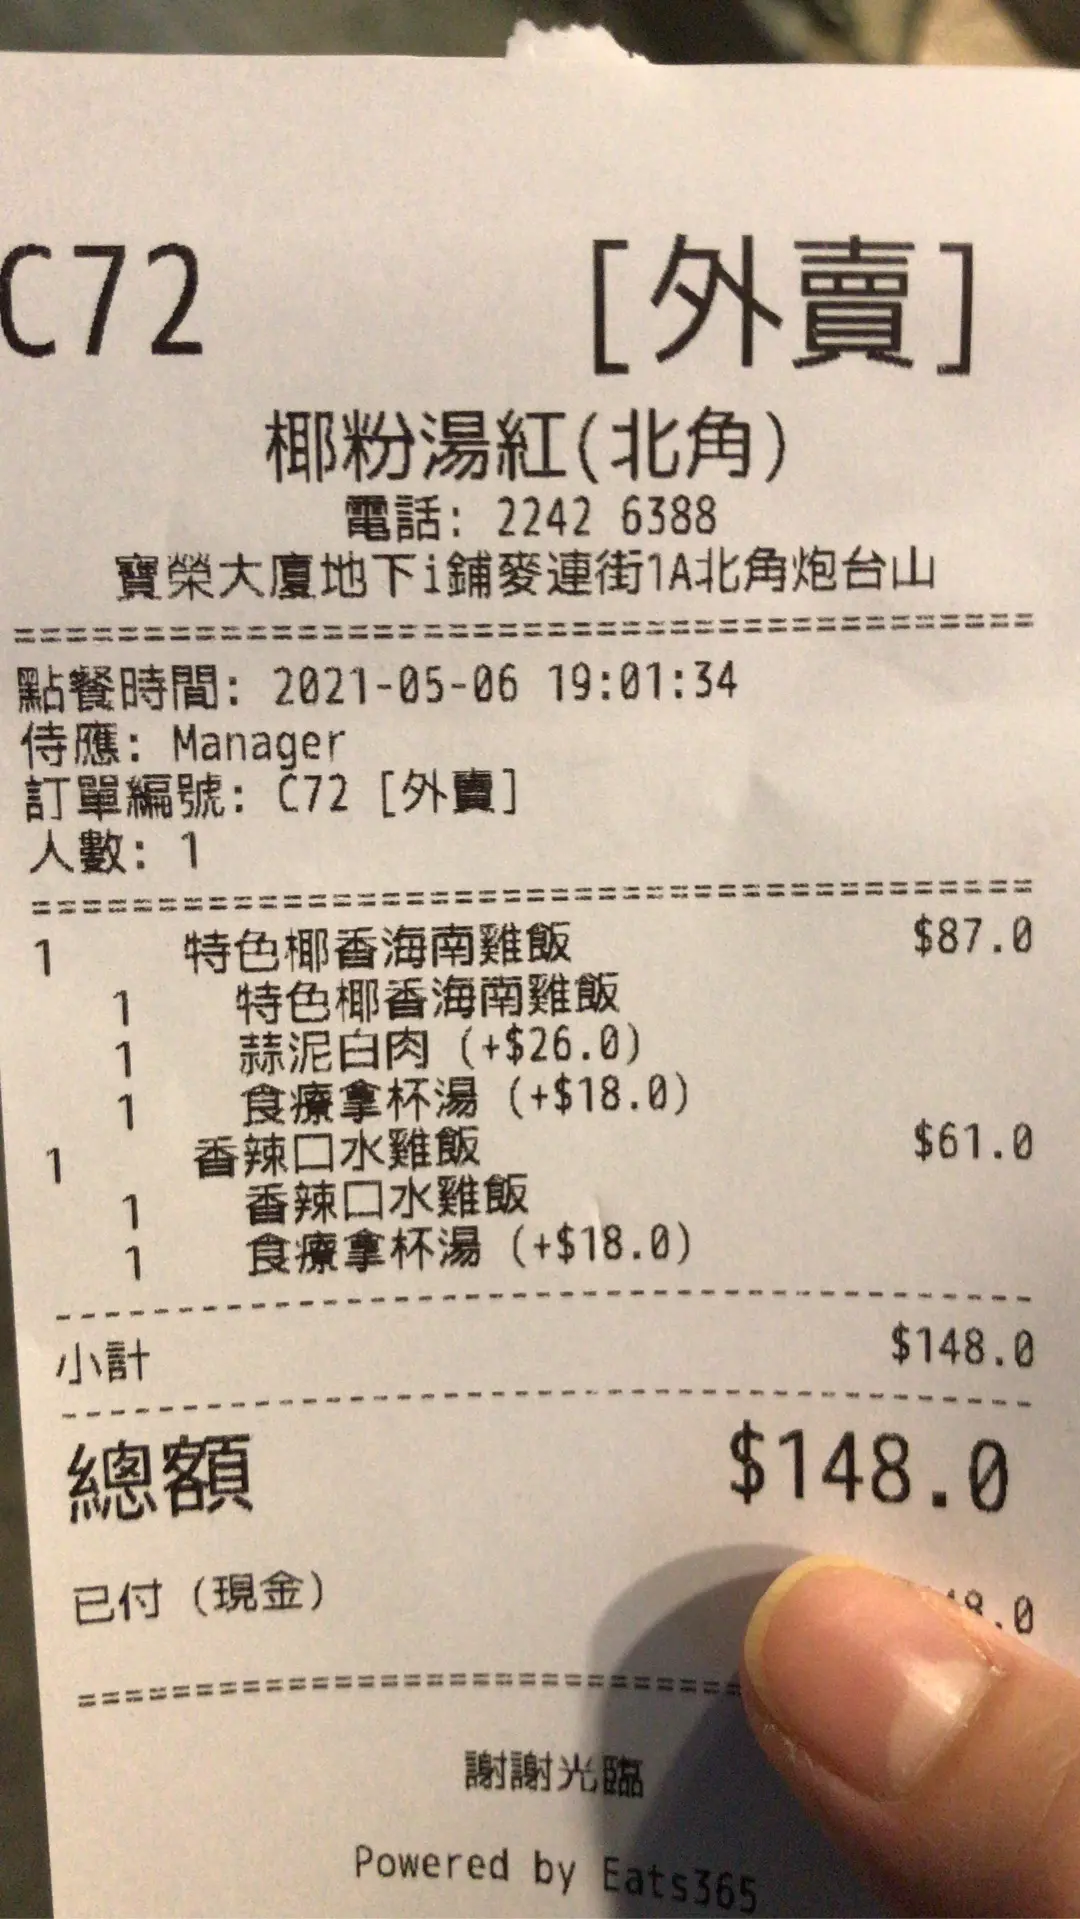 C72 [外賣]
椰粉湯紅(北角)
電話: 2242 6388
寶榮大廈地下i鋪麥連街1A北角炮台山
================================
點餐時間: 2021-05-06 19:01:34
侍應: Manager
訂單編號: C72 [外賣]
人數: 1
================================
1 特色椰香海南雞飯 $87.0
1 特色椰香海南雞飯
1 蒜泥白肉 (+$26.0)
1 食療拿杯湯 (+$18.0)
1 香辣口水雞飯 $61.0
1 香辣口水雞飯
1 食療拿杯湯 (+$18.0)
小計 $148.0
總額 $148.0
已付 (現金) 48.0
謝謝光臨
Powered by Eats365